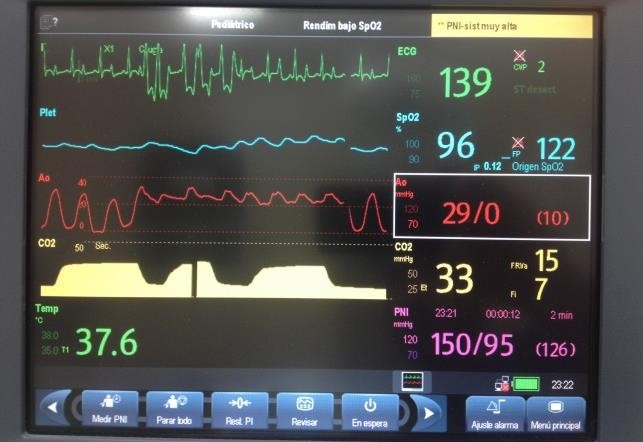 ? Pediátrico Rendim bajo SpO2 ** PNI-sist muy alta
X1 ECG 160 75 139 CVP 2
ST desact
Plet SpO2 % 100 90 96 FP 122
IP 0.12 Origen SpO2
Ao 40 20 0 Ao mmHg 120 70 29/0 (10)
CO2 50 Sec. CO2 mmHg 50 25 Et 33 FRVa 15
Fi 7
Temp °C 38.0 35.0 T1 37.6 PNI mmHg 120 70 23:21 00:00:12 2 min
150/95 (126)
23:22
Medir PNI Parar todo Rest. PI Revisar En espera Ajuste alarma Menú principal